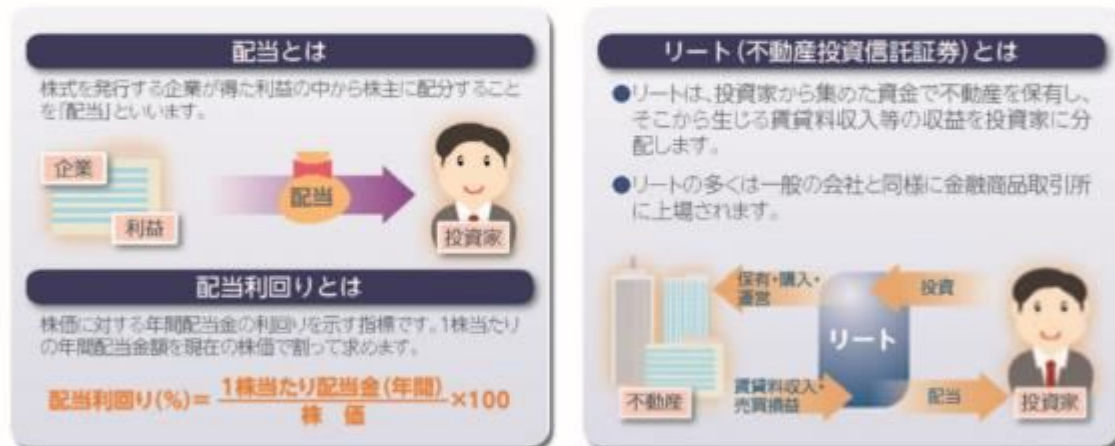 配当とは
株式を発行する企業が得た利益の中から株主に配分すること
を「配当」といいます。
企業
利益
配当
投資家
配当利回りとは
株価に対する年間配当金の利回りを示す指標です。1株当たり
の年間配当金額を現在の株価で割って求めます。
配当利回り(%)=1株当たり配当金(年間)×100
株 価
リート(不動産投資信託証券)とは
●リートは、投資家から集めた資金で不動産を保有し、
そこから生じる賃貸料収入等の収益を投資家に分
配します。
●リートの多くは一般の会社と同様に金融商品取引所
に上場されます。
保有・購入・
運営
投資
リート
不動産
賃貸料収入・
売買損益
配当
投資家